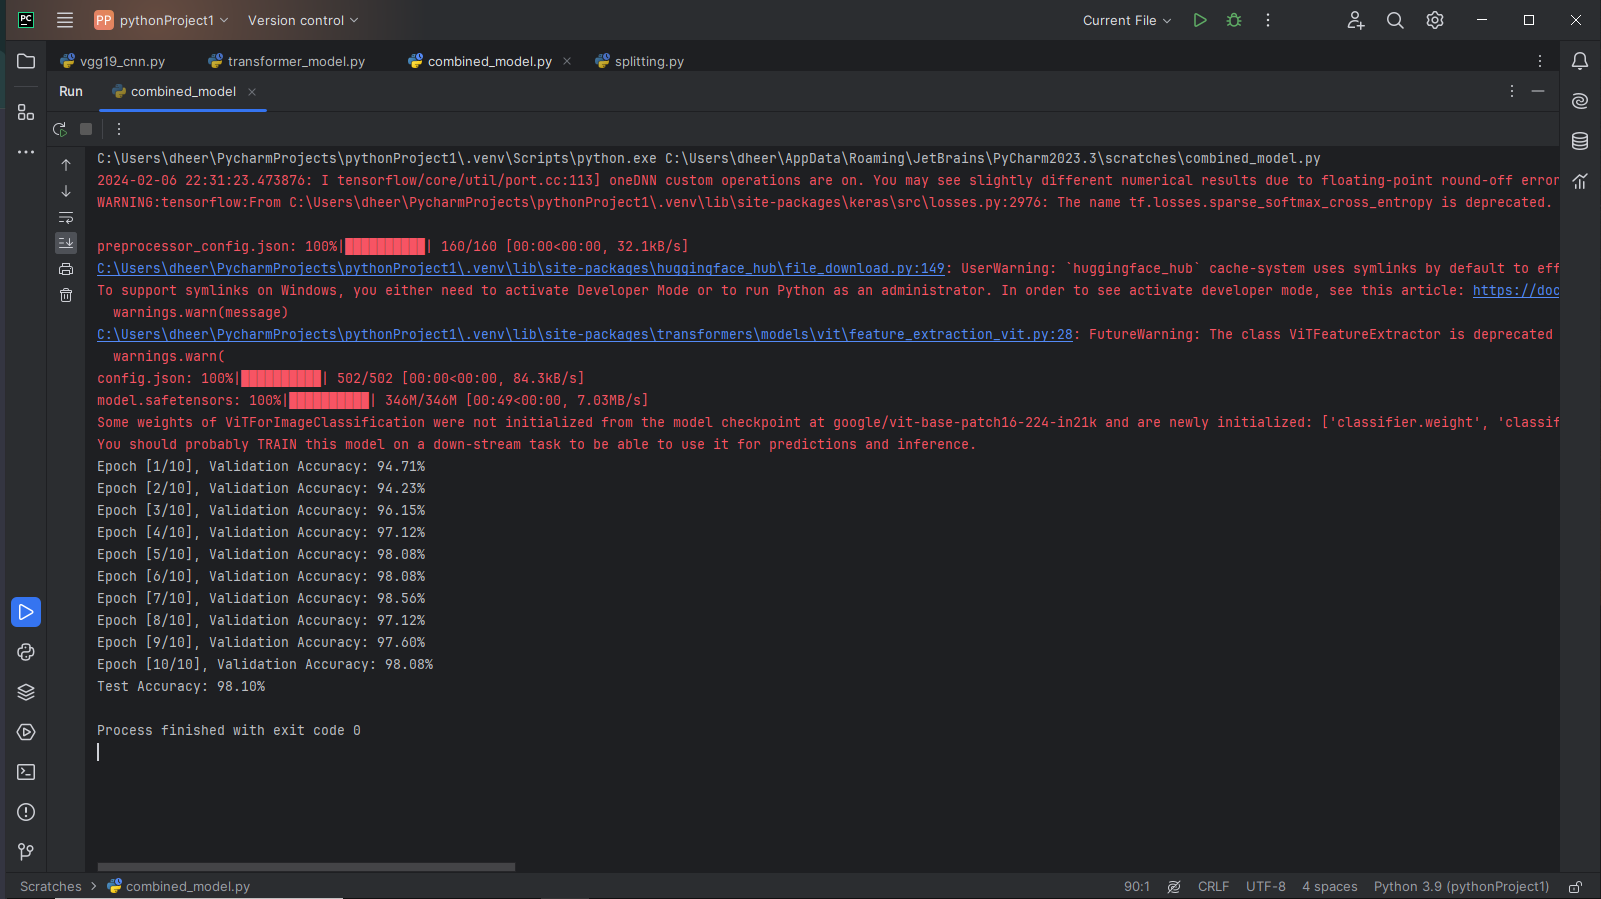 PC
PP pythonProject1 Version control Current File
vgg19_cnn.py transformer_model.py combined_model.py splitting.py
Run combined_model
C:\Users\dheer\PycharmProjects\pythonProject1\.venv\Scripts\python.exe C:\Users\dheer\AppData\Roaming\JetBrains\PyCharm2023.3\scratches\combined_model.py
2024-02-06 22:31:23.473876: I tensorflow/core/util/port.cc:113] oneDNN custom operations are on. You may see slightly different numerical results due to floating-point round-off error
WARNING:tensorflow:From C:\Users\dheer\PycharmProjects\pythonProject1\.venv\lib\site-packages\keras\src\losses.py:2976: The name tf.losses.sparse_softmax_cross_entropy is deprecated.
preprocessor_config.json: 100%|██████████| 160/160 [00:00<00:00, 32.1kB/s]
C:\Users\dheer\PycharmProjects\pythonProject1\.venv\lib\site-packages\huggingface_hub\file_download.py:149: UserWarning: `huggingface_hub` cache-system uses symlinks by default to eff
To support symlinks on Windows, you either need to activate Developer Mode or to run Python as an administrator. In order to see activate developer mode, see this article: https://doc
warnings.warn(message)
C:\Users\dheer\PycharmProjects\pythonProject1\.venv\lib\site-packages\transformers\models\vit\feature_extraction_vit.py:28: FutureWarning: The class ViTFeatureExtractor is deprecated
warnings.warn(
config.json: 100%|██████████| 502/502 [00:00<00:00, 84.3kB/s]
model.safetensors: 100%|██████████| 346M/346M [00:49<00:00, 7.03MB/s]
Some weights of ViTForImageClassification were not initialized from the model checkpoint at google/vit-base-patch16-224-in21k and are newly initialized: ['classifier.weight', 'classif
You should probably TRAIN this model on a down-stream task to be able to use it for predictions and inference.
Epoch [1/10], Validation Accuracy: 94.71%
Epoch [2/10], Validation Accuracy: 94.23%
Epoch [3/10], Validation Accuracy: 96.15%
Epoch [4/10], Validation Accuracy: 97.12%
Epoch [5/10], Validation Accuracy: 98.08%
Epoch [6/10], Validation Accuracy: 98.08%
Epoch [7/10], Validation Accuracy: 98.56%
Epoch [8/10], Validation Accuracy: 97.12%
Epoch [9/10], Validation Accuracy: 97.60%
Epoch [10/10], Validation Accuracy: 98.08%
Test Accuracy: 98.10%
Process finished with exit code 0
Scratches > combined_model.py 90:1 CRLF UTF-8 4 spaces Python 3.9 (pythonProject1)